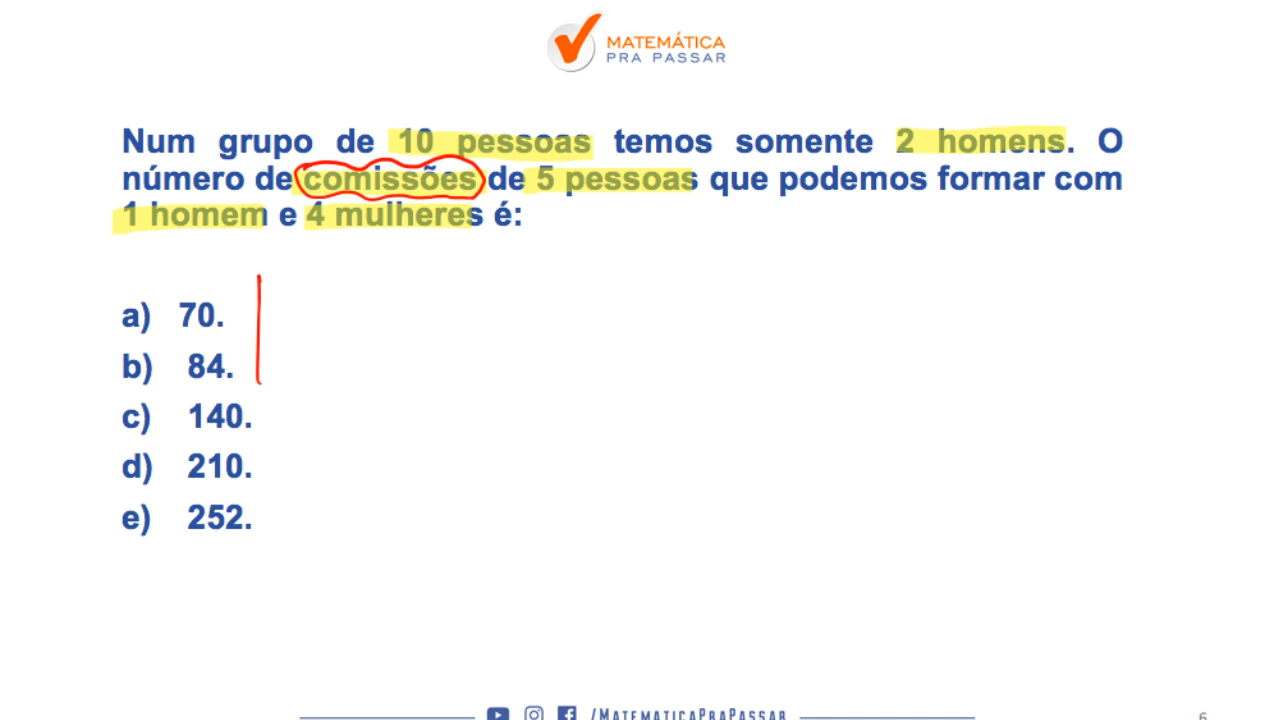 MATEMÁTICA
PRA PASSAR
Num grupo de 10 pessoas temos somente 2 homens. O
número de comissões de 5 pessoas que podemos formar com
1 homem e 4 mulheres é:
a) 70.
b) 84.
c) 140.
d) 210.
e) 252.
/MATEMATICAPRAPASSAR
6